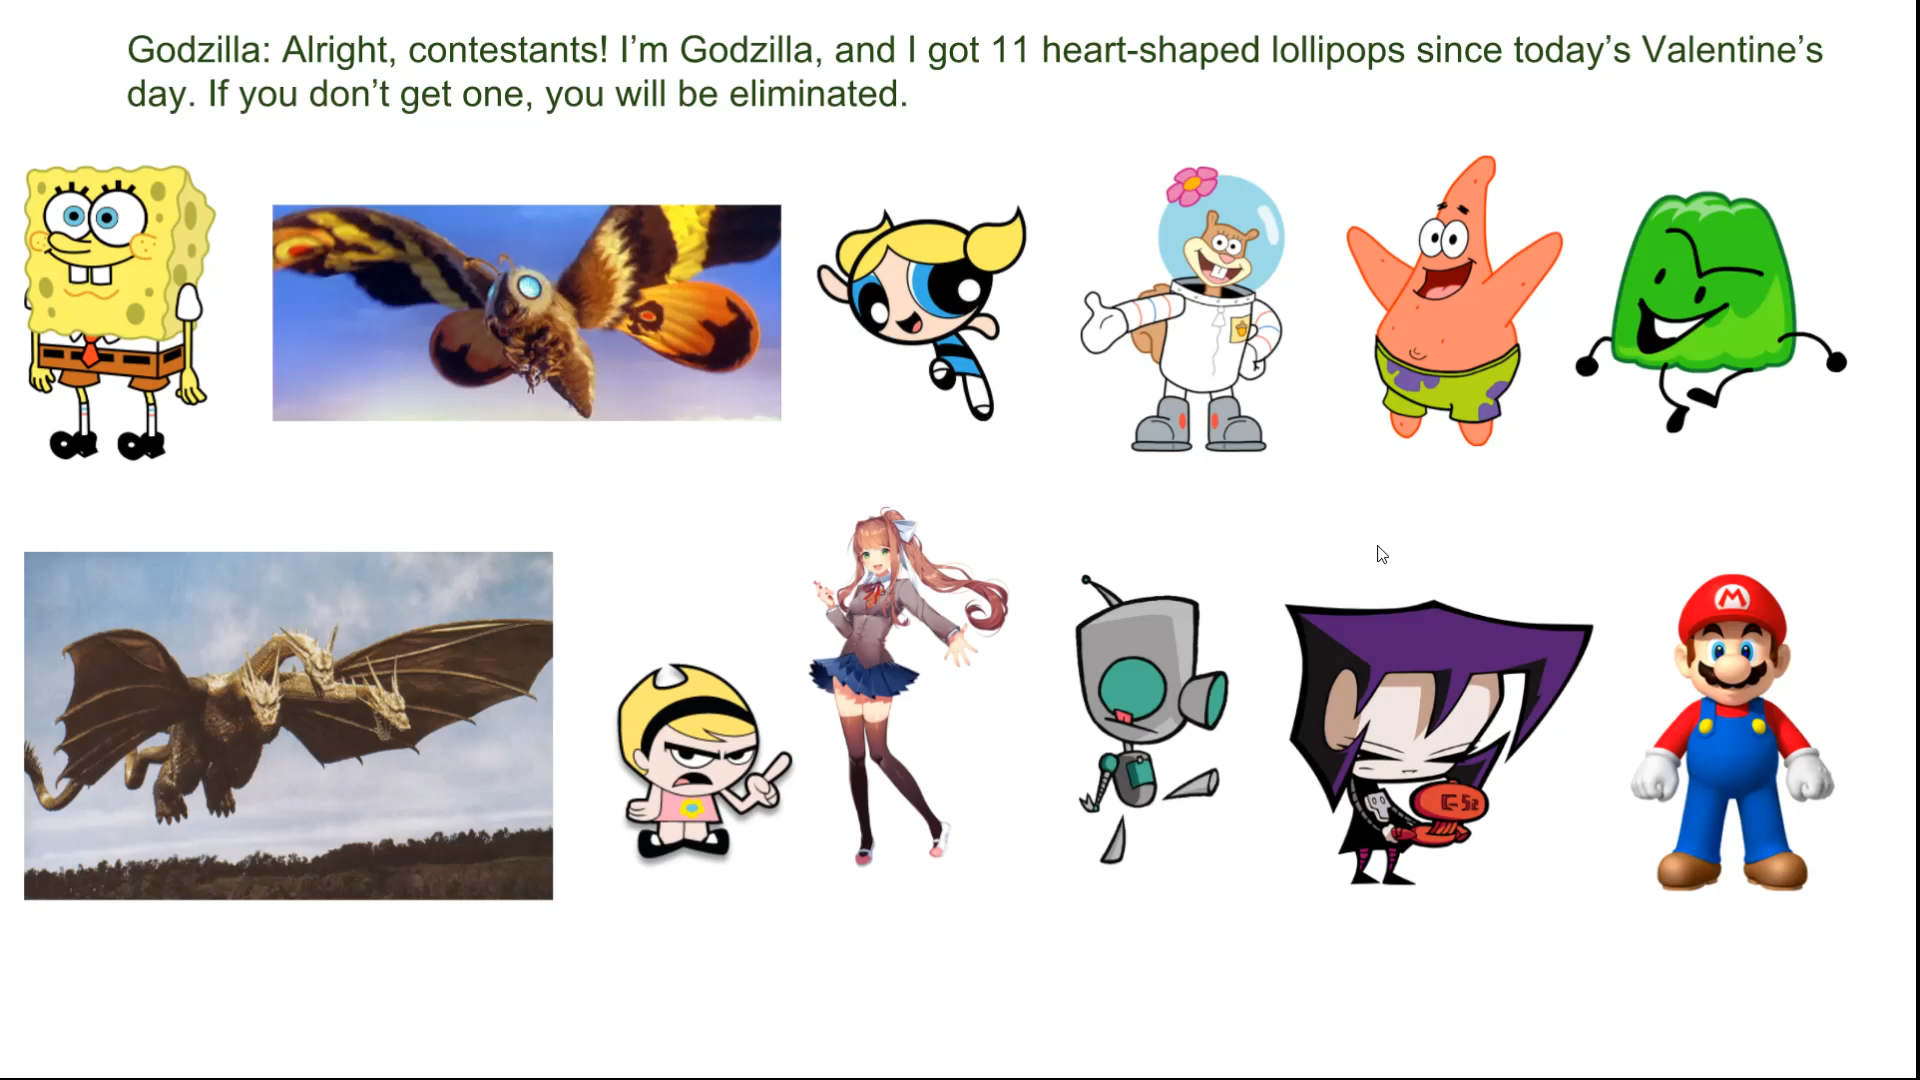 Godzilla: Alright, contestants! I’m Godzilla, and I got 11 heart-shaped lollipops since today’s Valentine’s
day. If you don’t get one, you will be eliminated.
M